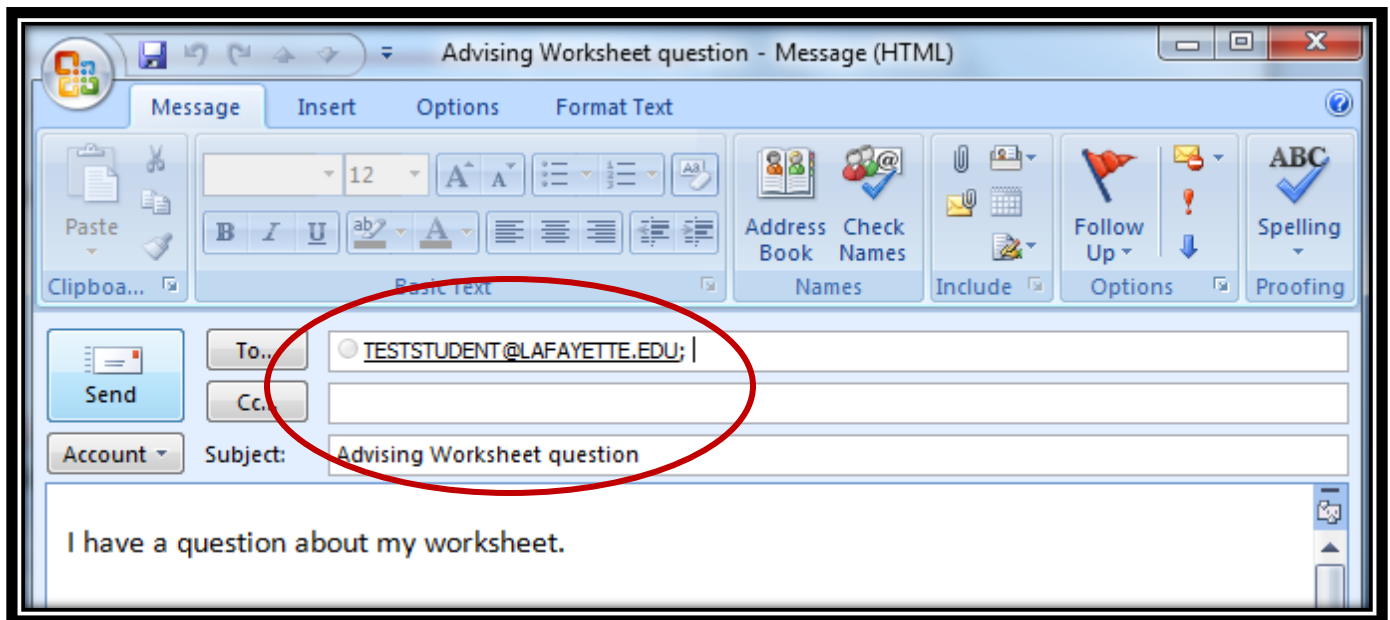 Advising Worksheet question - Message (HTML)
Message Insert Options Format Text
12
Aa
B I U ab A
Paste
Address Book
Check Names
Follow Up
ABC
Spelling
Clipboa... Basic Text Names Include Options Proofing
To... TESTSTUDENT@LAFAYETTE.EDU;
Send
Cc...
Account Subject: Advising Worksheet question
I have a question about my worksheet.